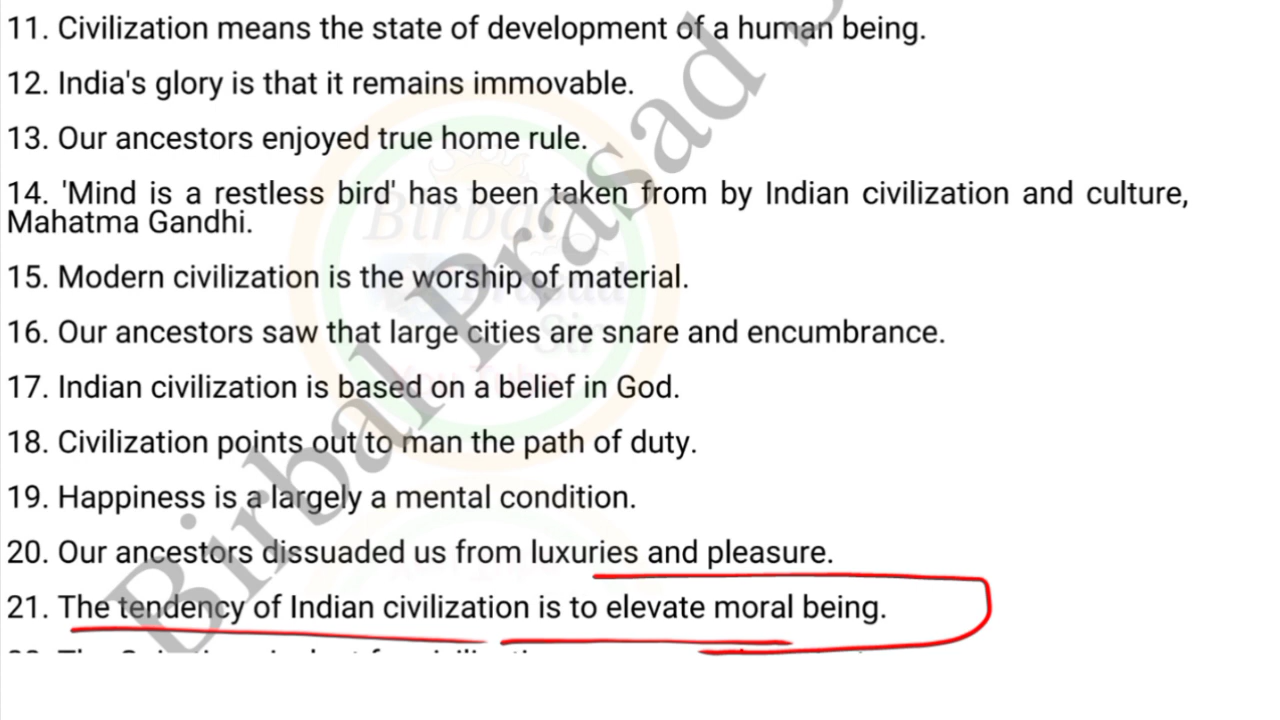 11. Civilization means the state of development of a human being.
12. India's glory is that it remains immovable.
13. Our ancestors enjoyed true home rule.
14. 'Mind is a restless bird' has been taken from by Indian civilization and culture,
Mahatma Gandhi.
15. Modern civilization is the worship of material.
16. Our ancestors saw that large cities are snare and encumbrance.
17. Indian civilization is based on a belief in God.
18. Civilization points out to man the path of duty.
19. Happiness is a largely a mental condition.
20. Our ancestors dissuaded us from luxuries and pleasure.
21. The tendency of Indian civilization is to elevate moral being.
Birbal Prasad
Birbal
Prasad
Sir